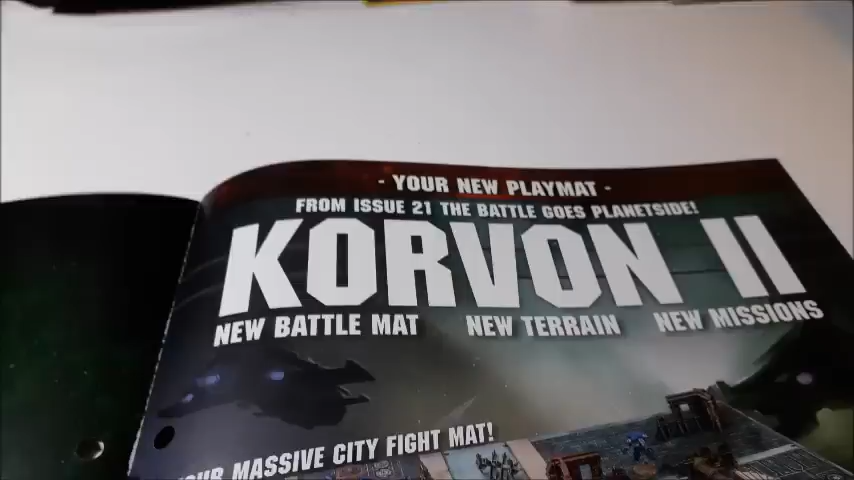 - YOUR NEW PLAYMAT -
FROM ISSUE 21 THE BATTLE GOES PLANETSIDE!
KORVON II
NEW BATTLE MAT NEW TERRAIN NEW MISSIONS
MASSIVE CITY FIGHT MAT!